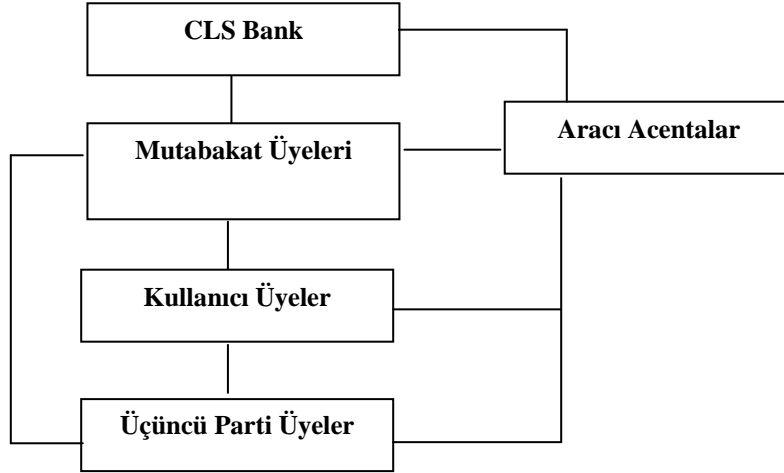 CLS Bank
Aracı Acentalar
Mutabakat Üyeleri
Kullanıcı Üyeler
Üçüncü Parti Üyeler